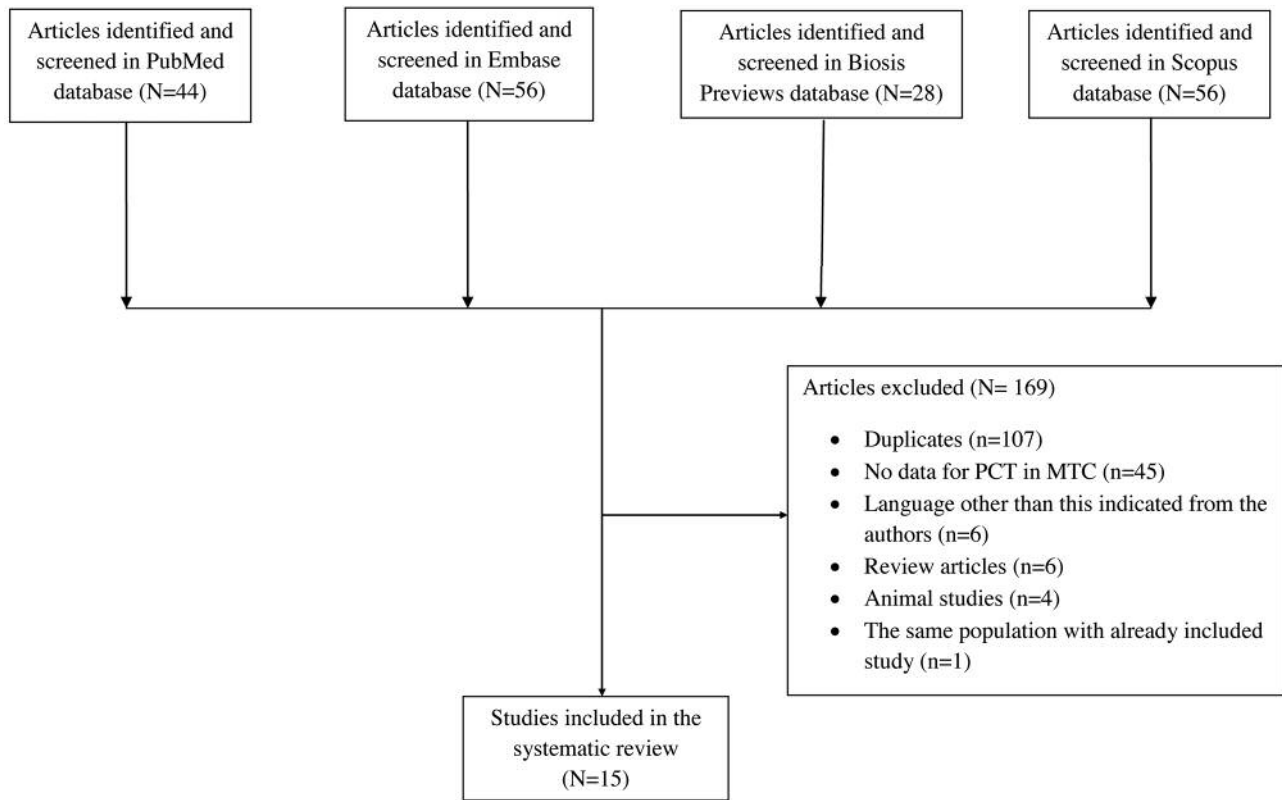 Articles identified and
screened in PubMed
database (N=44)
Articles identified and
screened in Embase
database (N=56)
Articles identified and
screened in Biosis
Previews database (N=28)
Articles identified and
screened in Scopus
database (N=56)
Articles excluded (N= 169)
• Duplicates (n=107)
• No data for PCT in MTC (n=45)
• Language other than this indicated from the
authors (n=6)
• Review articles (n=6)
• Animal studies (n=4)
• The same population with already included
study (n=1)
Studies included in the
systematic review
(N=15)